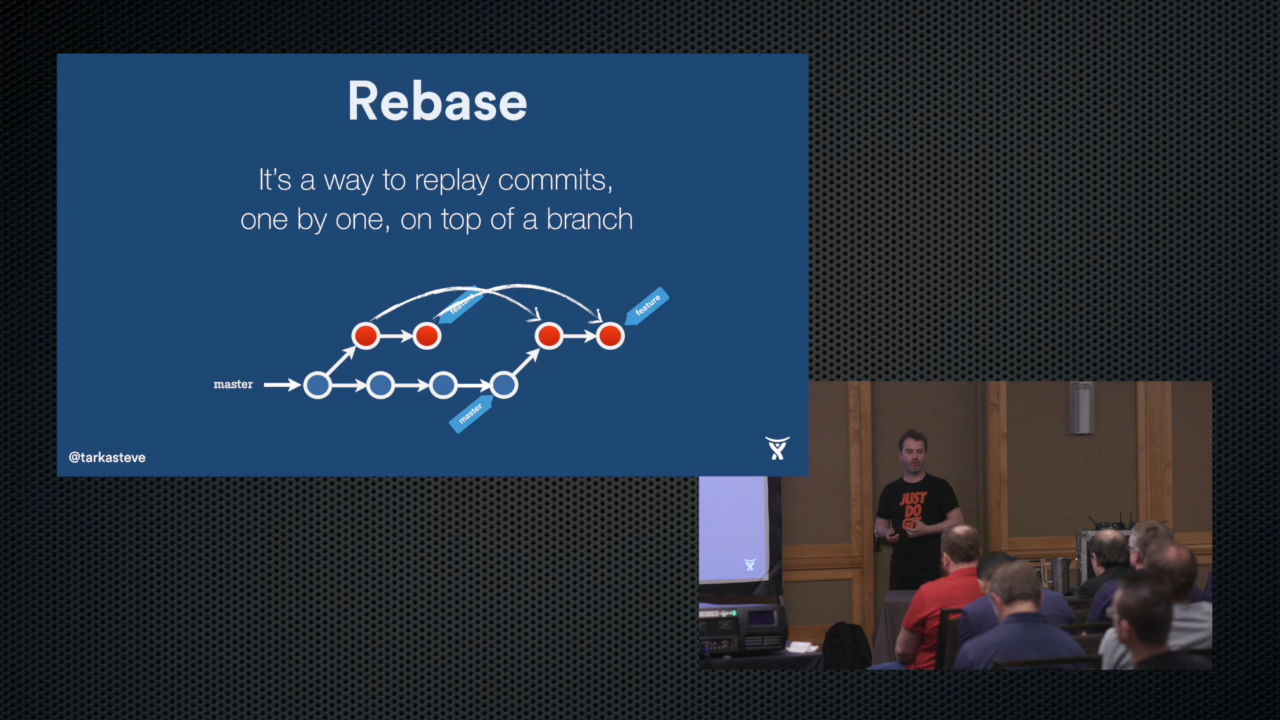 Rebase
It's a way to replay commits,
one by one, on top of a branch
feature
feature
master
master
@tarkasteve
JUST
DO
GIT